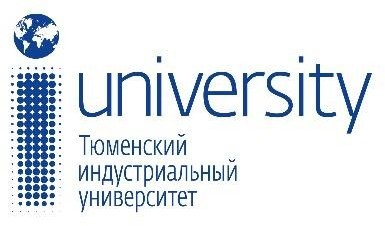 university
Тюменский
индустриальный
университет